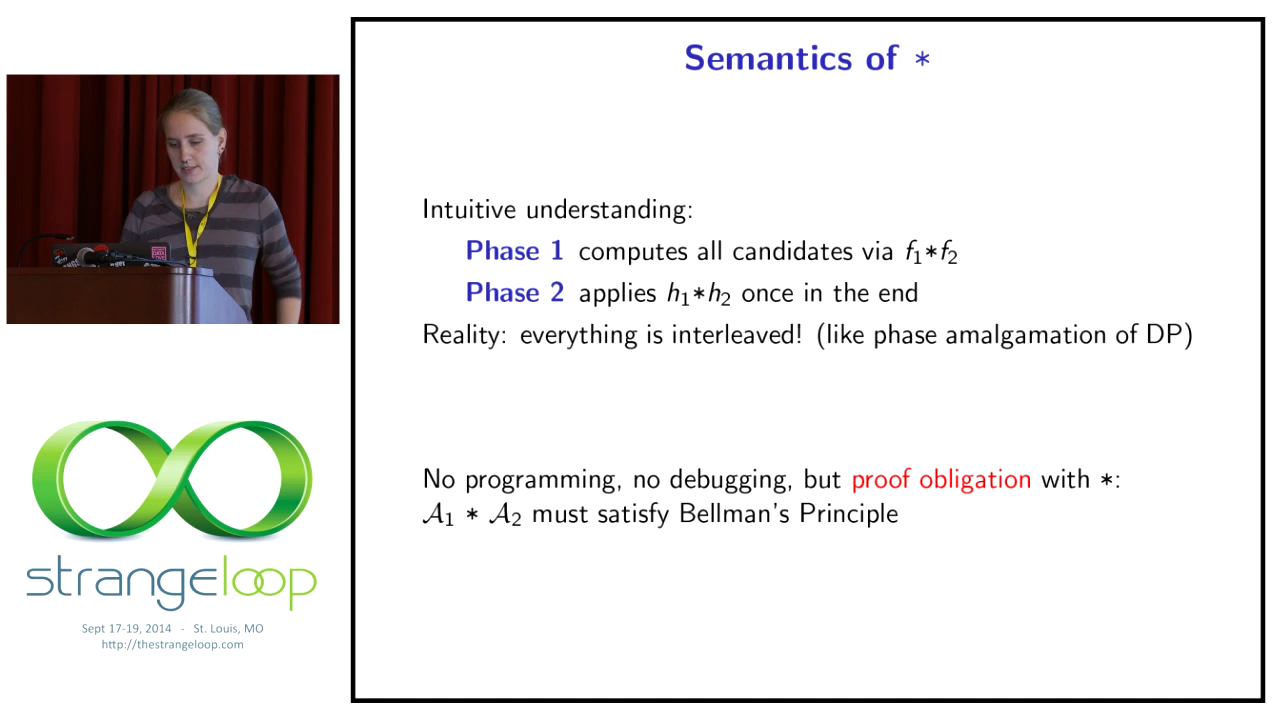 Semantics of *
Intuitive understanding:
Phase 1 computes all candidates via f₁*f₂
Phase 2 applies h₁*h₂ once in the end
Reality: everything is interleaved! (like phase amalgamation of DP)
No programming, no debugging, but proof obligation with *:
𝒜₁ * 𝒜₂ must satisfy Bellman's Principle
strangeloop
Sept 17-19, 2014 - St. Louis, MO
http://thestrangeloop.com